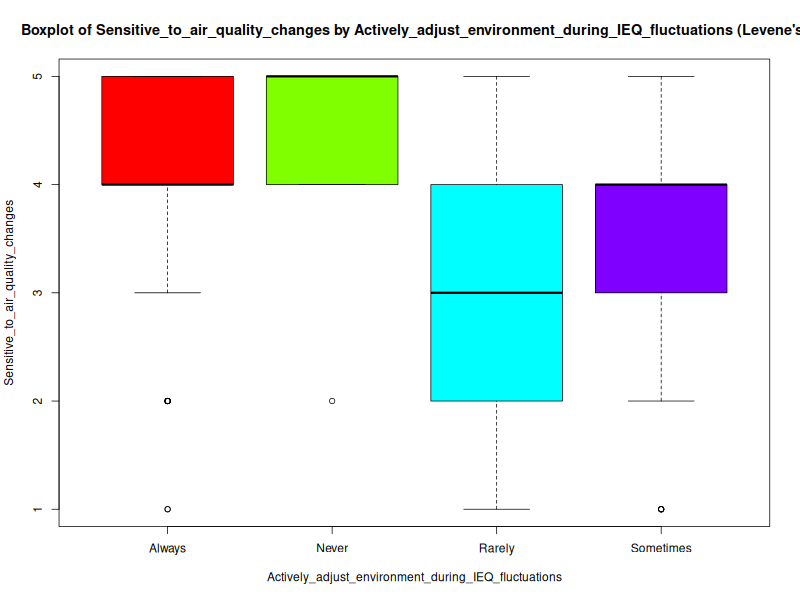 Boxplot of Sensitive_to_air_quality_changes by Actively_adjust_environment_during_IEQ_fluctuations (Levene's
Sensitive_to_air_quality_changes
5
4
3
2
1
Always Never Rarely Sometimes
Actively_adjust_environment_during_IEQ_fluctuations